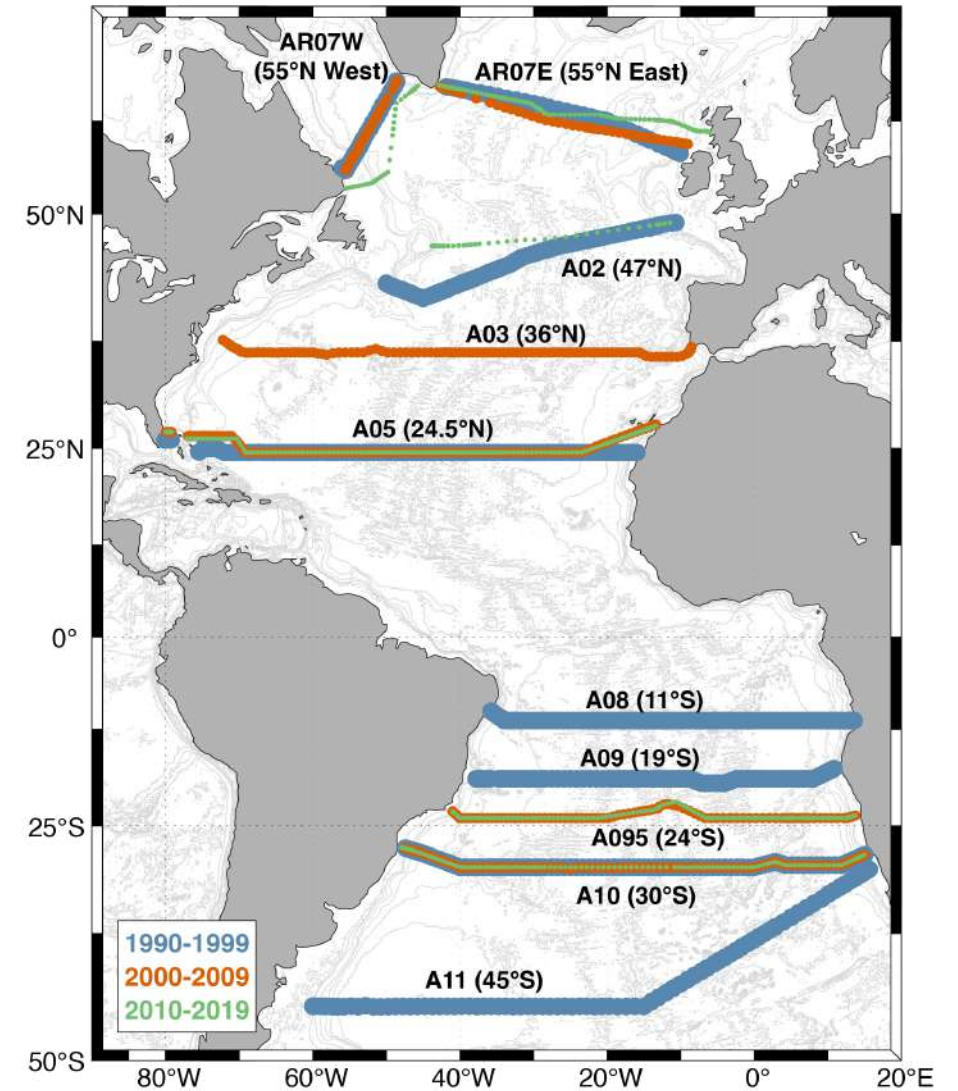 AR07W
(55°N West)
AR07E (55°N East)
50°N
A02 (47°N)
A03 (36°N)
A05 (24.5°N)
25°N
0°
A08 (11°S)
A09 (19°S)
25°S
A095 (24°S)
A10 (30°S)
1990-1999
2000-2009
2010-2019
A11 (45°S)
50°S
80°W 60°W 40°W 20°W 0°W 20°E